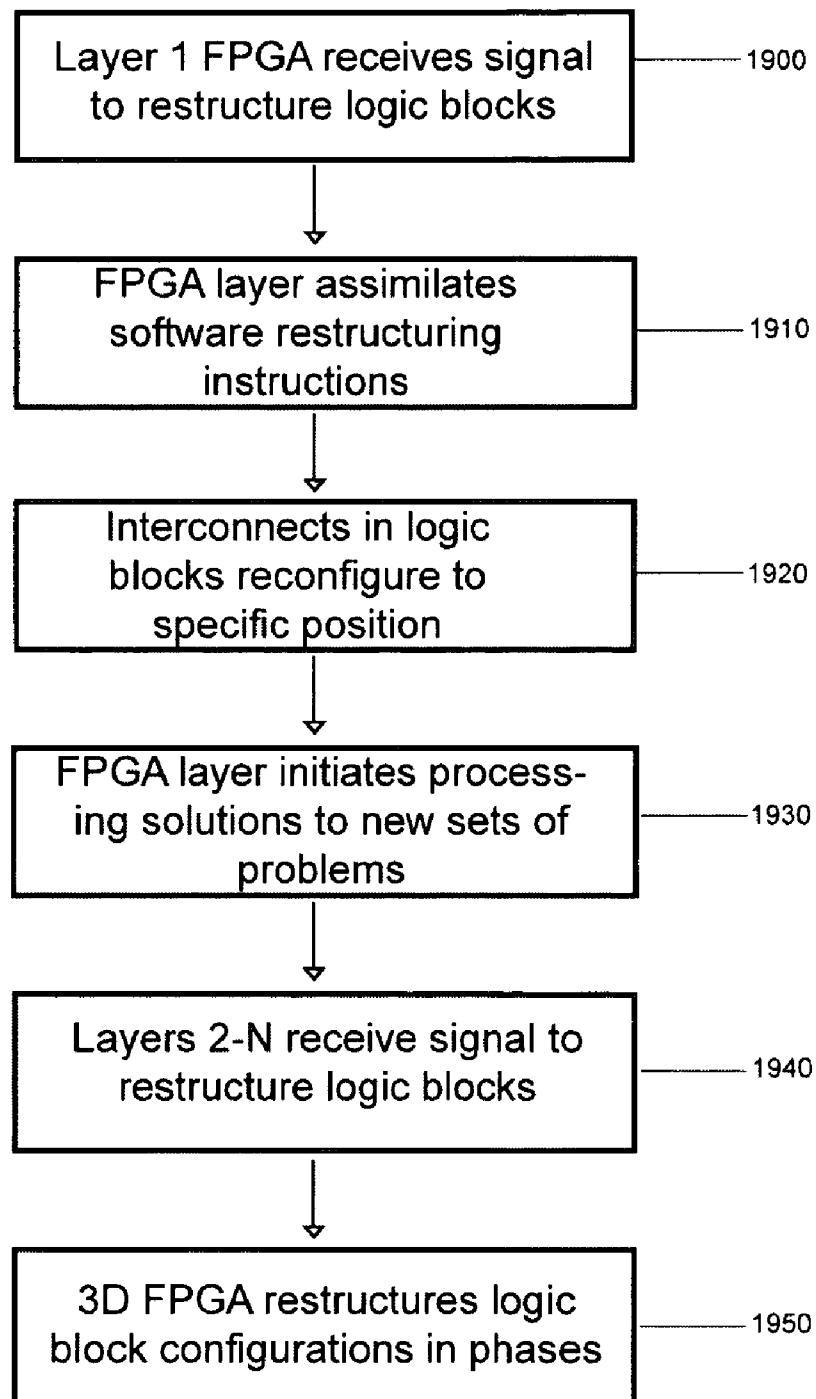 Layer 1 FPGA receives signal
to restructure logic blocks
1900
FPGA layer assimilates
software restructuring
instructions
1910
Interconnects in logic
blocks reconfigure to
specific position
1920
FPGA layer initiates process-
ing solutions to new sets of
problems
1930
Layers 2-N receive signal to
restructure logic blocks
1940
3D FPGA restructures logic
block configurations in phases
1950